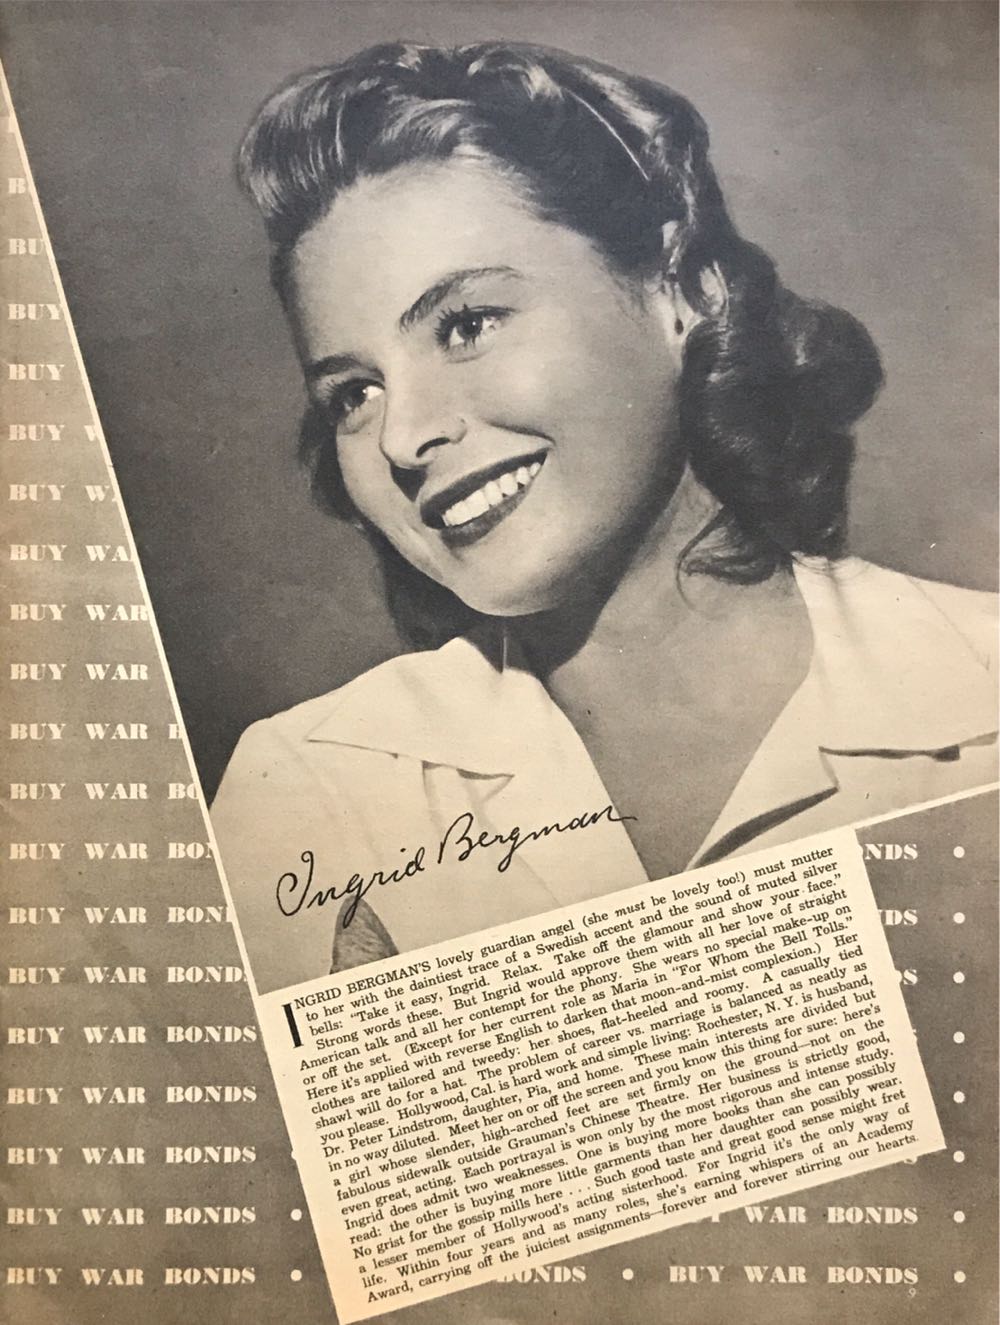 BU
BUY
BUY
BUY W
BUY WA
BUY WA
BUY WAR
BUY WAR
BUY WAR B
BUY WAR BO
BUY WAR BON
BUY WAR BON
BUY WAR BOND
BUY WAR BONDS
BUY WAR BONDS
BUY WAR BONDS
BUY WAR BONDS •
BUY WAR BONDS •
Ingrid Bergman
INGRID BERGMAN'S lovely guardian angel (she must be lovely too!) must mutter
to her with the daintiest trace of a Swedish accent and the sound of muted silver
bells: "Take it easy, Ingrid. Relax. Take off the glamour and show your face."
Strong words these. But Ingrid would approve them with all her love of straight
American talk and all her contempt for the phony. She wears no special make-up on
or off the set. (Except for her current role as Maria in "For Whom the Bell Tolls."
Here it's applied with reverse English to darken that moon-and-mist complexion.) Her
clothes are tailored and tweedy: her shoes, flat-heeled and roomy. A casually tied
shawl will do for a hat. The problem of career vs. marriage is balanced as neatly as
you please. Hollywood, Cal. is hard work and simple living; Rochester, N. Y. is husband,
Dr. Peter Lindstrom, daughter, Pia, and home. These main interests are divided but
in no way diluted. Meet her on or off the screen and you know this thing for sure: here's
a girl whose slender, high-arched feet are set firmly on the ground—not on the
fabulous sidewalk outside Grauman's Chinese Theatre. Her business is strictly good,
even great, acting. Each portrayal is won only by the most rigorous and intense study.
Ingrid does admit two weaknesses. One is buying more books than she can possibly
read: the other is buying more little garments than her daughter can possibly wear.
No grist for the gossip mills here . . . Such good taste and great good sense might fret
a lesser member of Hollywood's acting sisterhood. For Ingrid it's the only way of
life. Within four years and as many roles, she's earning whispers of an Academy
Award, carrying off the juiciest assignments—forever and forever stirring our hearts.
NDS •
DS •
S •
•
•
•
WAR BONDS •
ONDS • BUY WAR BONDS •
9